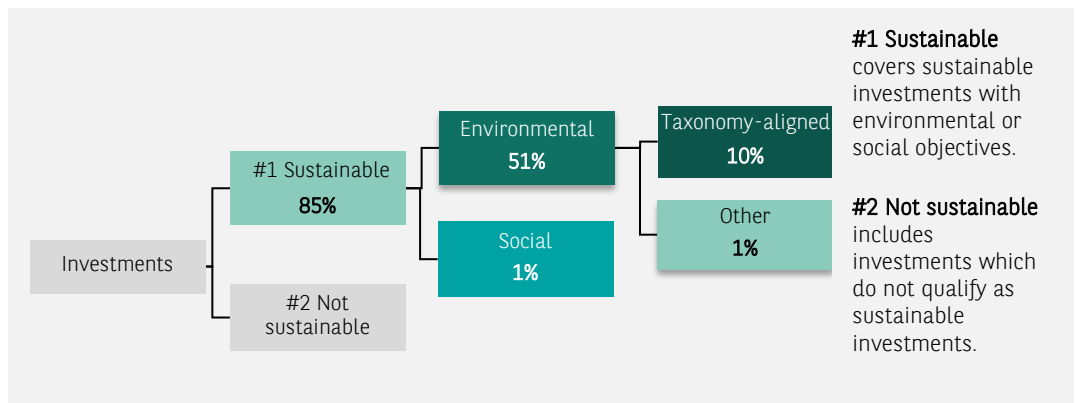 Investments
#1 Sustainable
85%
#2 Not
sustainable
Environmental
51%
Social
1%
Taxonomy-aligned
10%
Other
1%
#1 Sustainable
covers sustainable
investments with
environmental or
social objectives.
#2 Not sustainable
includes
investments which
do not qualify as
sustainable
investments.